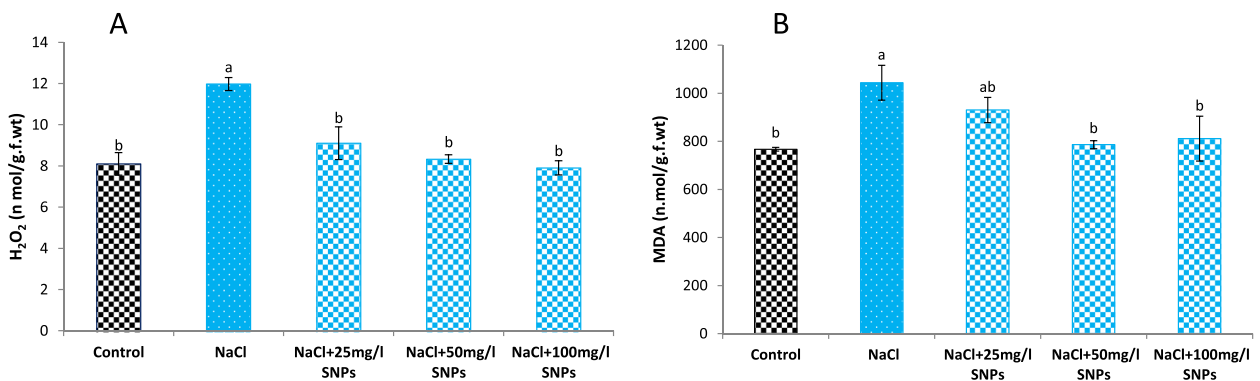 A
H₂O₂ (n mol/g.f.wt)
14
12
10
8
6
4
2
0
b
a
b
b
b
Control
NaCl
NaCl+25mg/l
SNPs
NaCl+50mg/l
SNPs
NaCl+100mg/l
SNPs
B
MDA (n.mol/g.f.wt)
1200
1000
800
600
400
200
0
b
a
ab
b
b
Control
NaCl
NaCl+25mg/l
SNPs
NaCl+50mg/l
SNPs
NaCl+100mg/l
SNPs